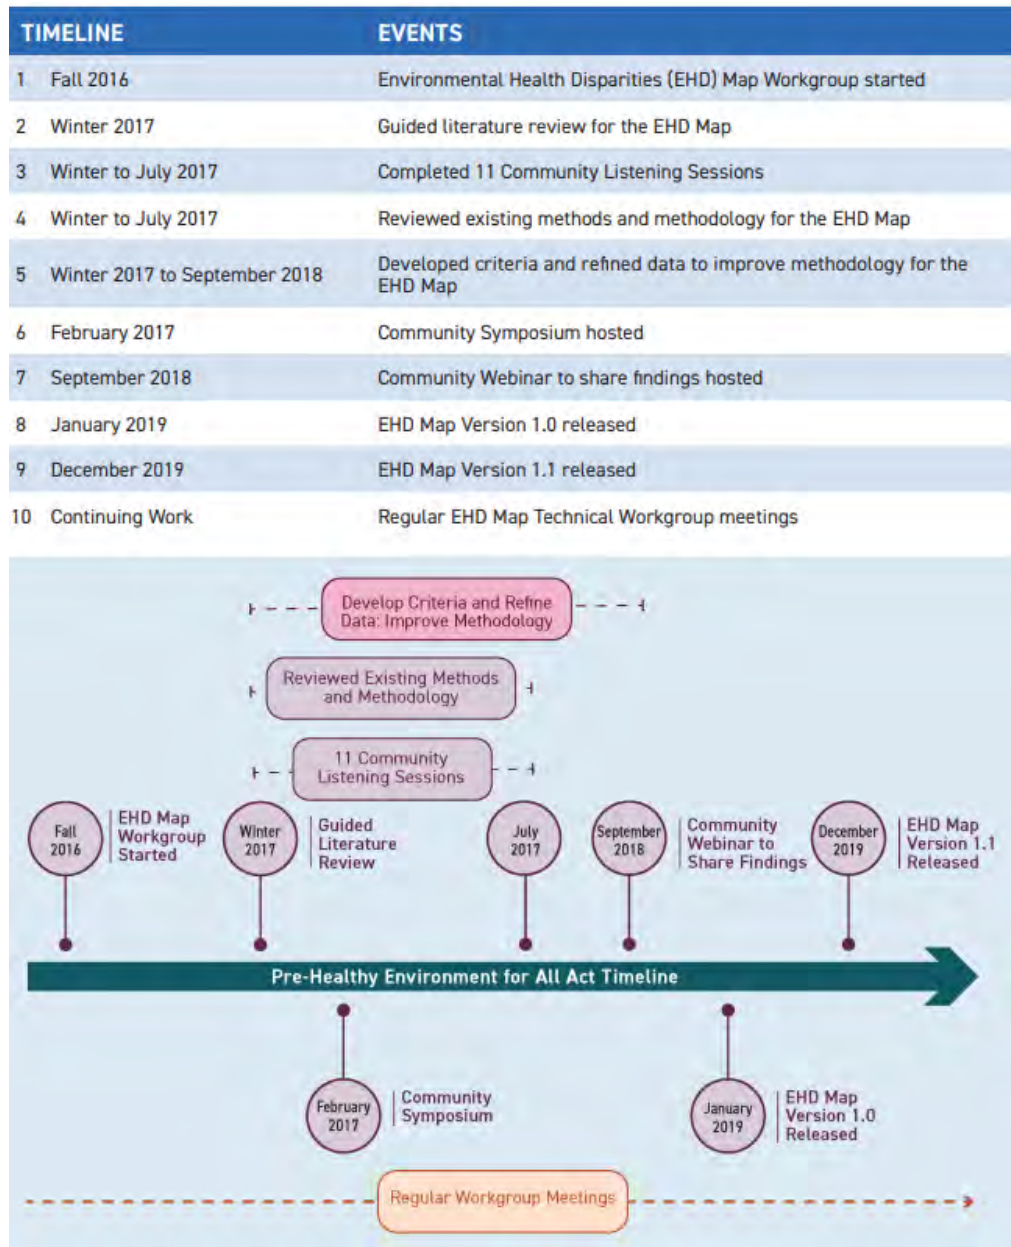 TIMELINE EVENTS
1 Fall 2016 Environmental Health Disparities (EHD) Map Workgroup started
2 Winter 2017 Guided literature review for the EHD Map
3 Winter to July 2017 Completed 11 Community Listening Sessions
4 Winter to July 2017 Reviewed existing methods and methodology for the EHD Map
5 Winter 2017 to September 2018 Developed criteria and refined data to improve methodology for the
EHD Map
6 February 2017 Community Symposium hosted
7 September 2018 Community Webinar to share findings hosted
8 January 2019 EHD Map Version 1.0 released
9 December 2019 EHD Map Version 1.1 released
10 Continuing Work Regular EHD Map Technical Workgroup meetings
Develop Criteria and Refine
Data: Improve Methodology
Reviewed Existing Methods
and Methodology
11 Community
Listening Sessions
Fall
2016
EHD Map
Workgroup
Started
Winter
2017
Guided
Literature
Review
July
2017
September
2018
Community
Webinar to
Share Findings
December
2019
EHD Map
Version 1.1
Released
Pre-Healthy Environment for All Act Timeline
February
2017
Community
Symposium
January
2019
EHD Map
Version 1.0
Released
Regular Workgroup Meetings